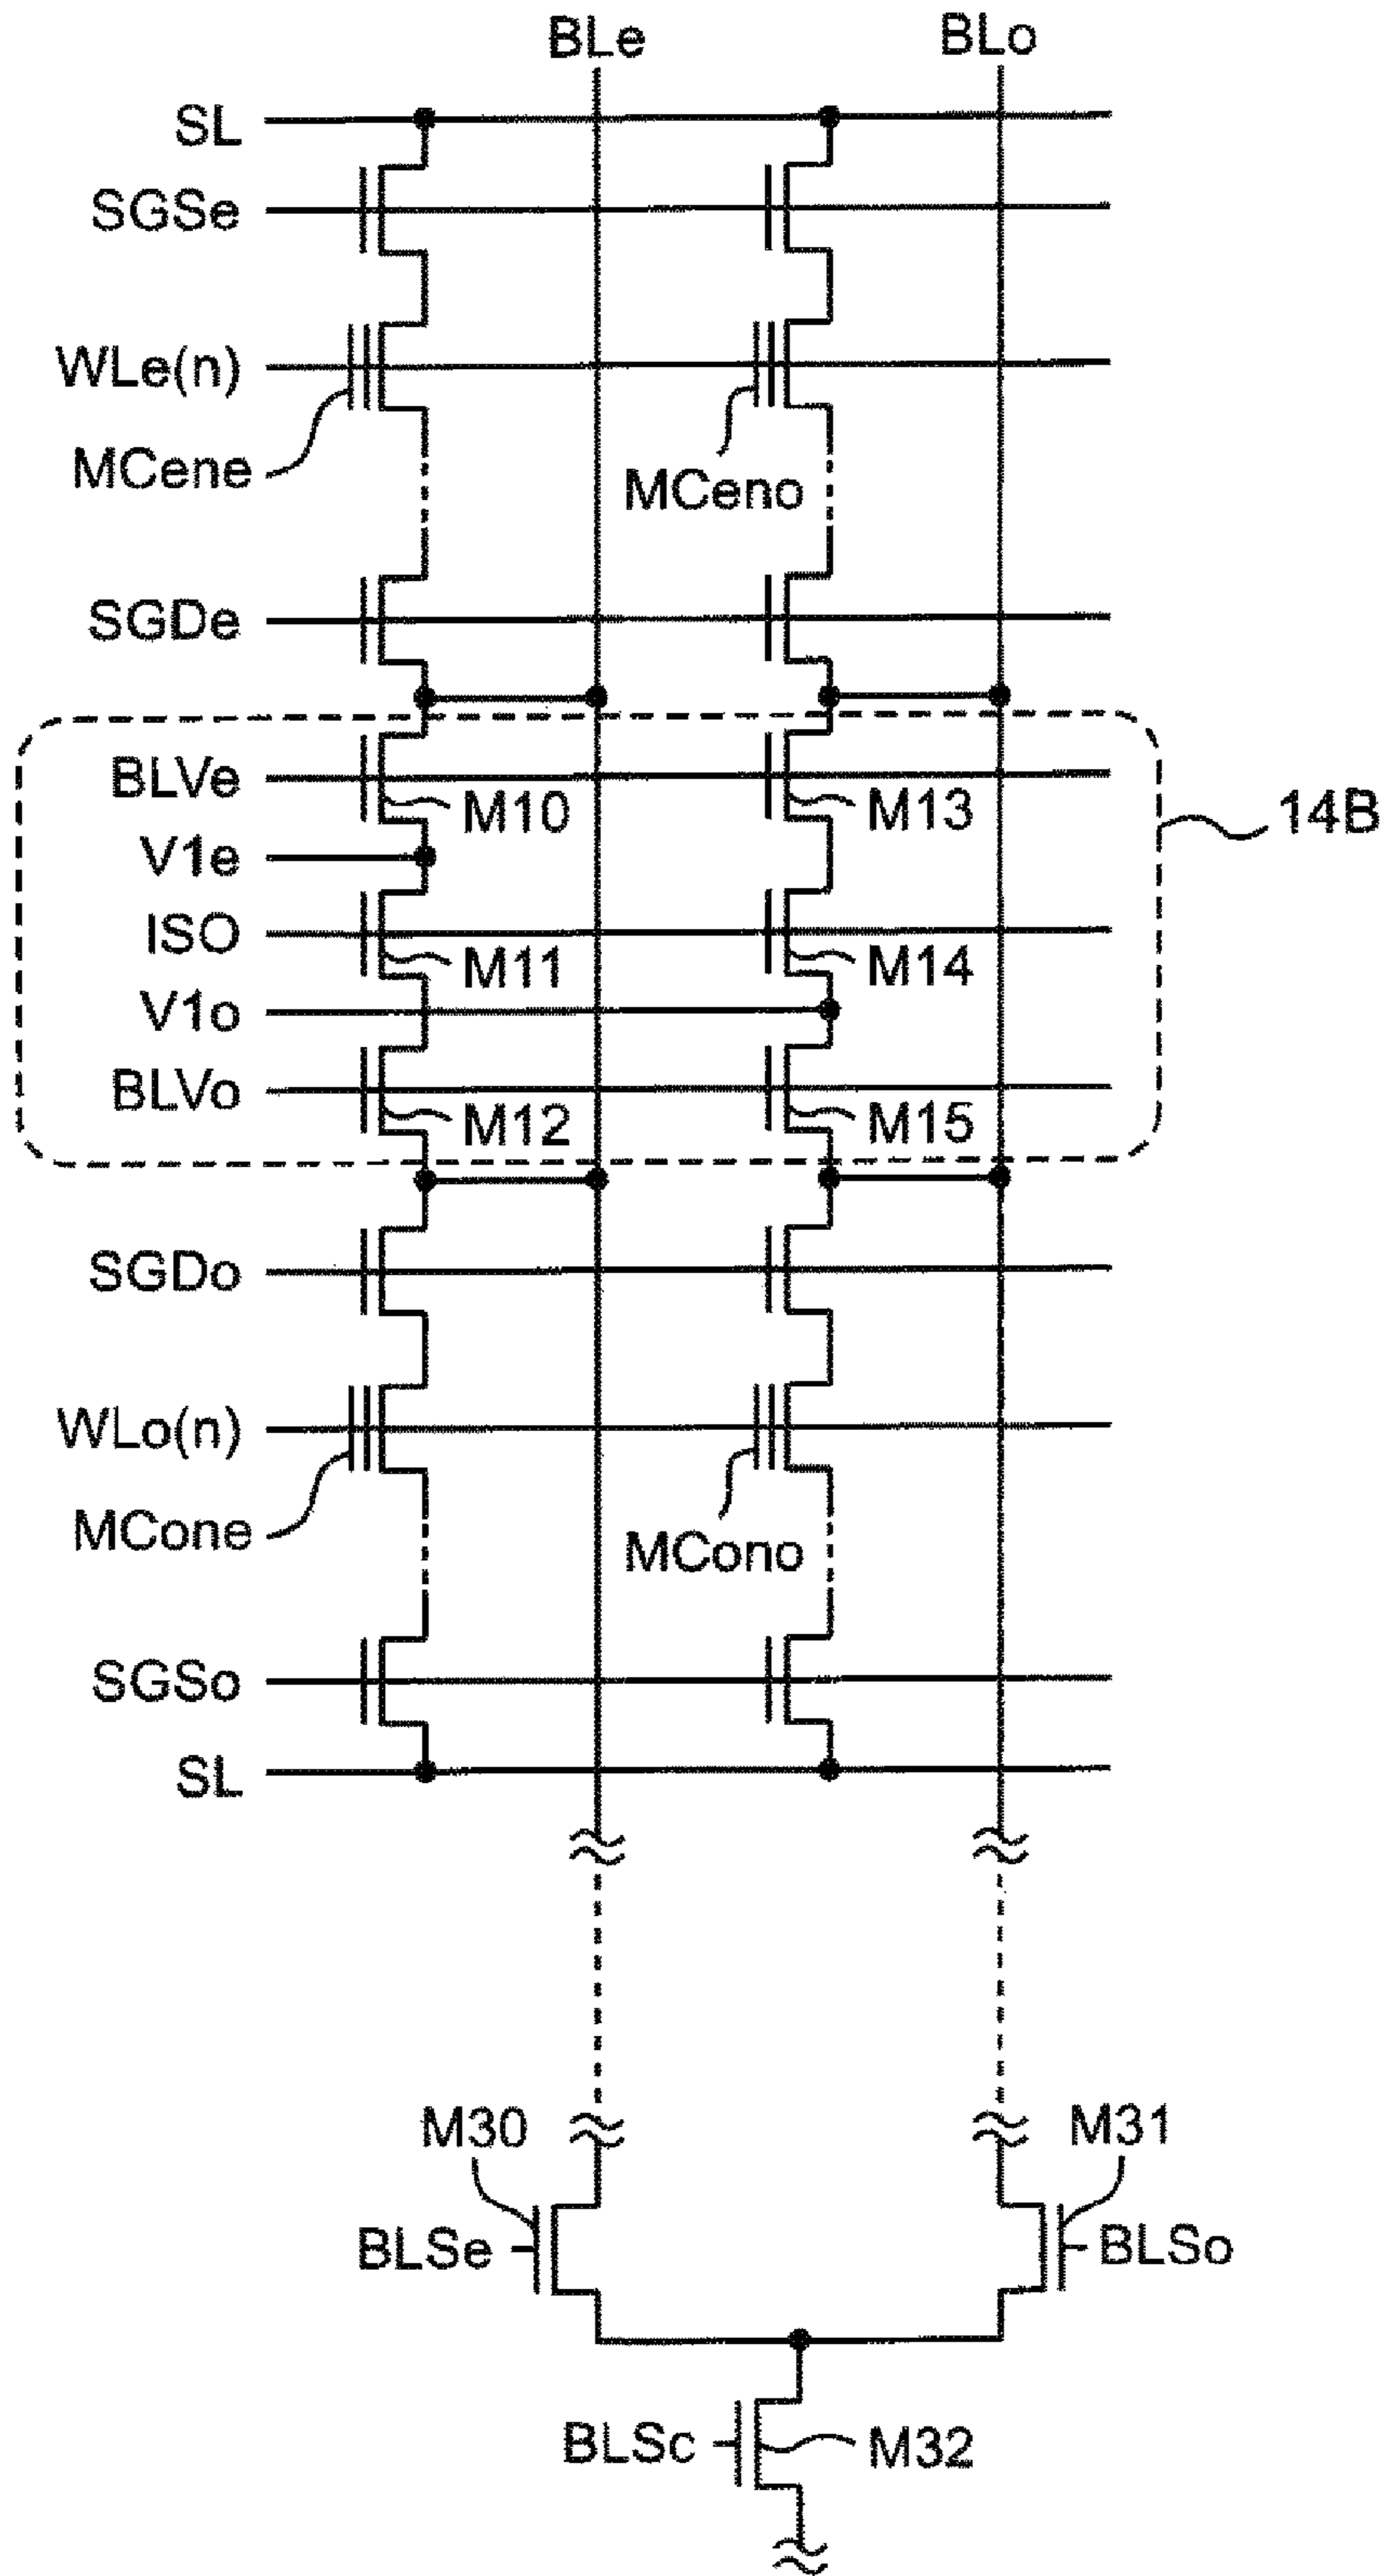 BLe
BLo
SL
SGSe
WLe(n)
MCene
MCeno
SGDe
BLVe
M10
M13
14B
V1e
ISO
M11
M14
V1o
BLVo
M12
M15
SGDo
WLo(n)
MCone
MCono
SGSo
SL
M30
M31
BLSe
BLSo
BLSc
M32